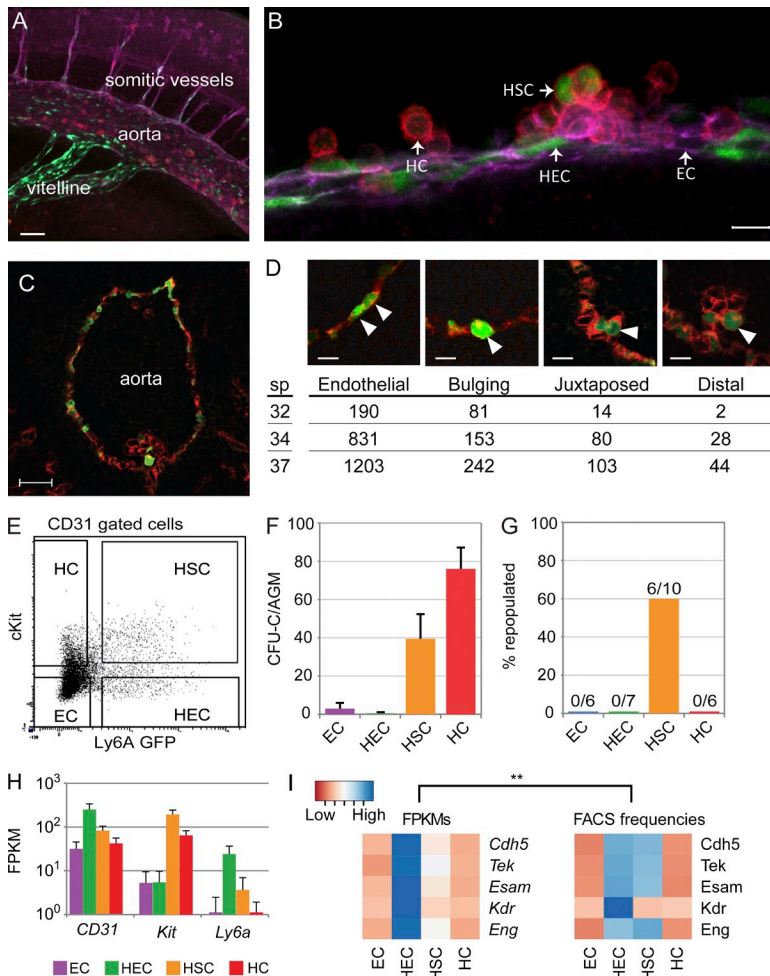 A
somitic vessels
aorta
vitelline
B
HSC
HC
HEC
EC
C
aorta
D
sp Endothelial Bulging Juxtaposed Distal
32 190 81 14 2
34 831 153 80 28
37 1203 242 103 44
E
CD31 gated cells
HC
HSC
EC
HEC
cKit
Ly6A GFP
F
CFU-C/AGM
100
80
60
40
20
0
EC HEC HSC HC
G
% repopulated
100
80
60
40
20
0
0/6 0/7 6/10 0/6
EC HEC HSC HC
H
FPKM
10³
10²
10¹
10⁰
CD31 Kit Ly6a
EC HEC HSC HC
I
Low High
**
FPKMs
FACS frequencies
Cdh5
Tek
Esam
Kdr
Eng
EC HEC HSC HC
Cdh5
Tek
Esam
Kdr
Eng
EC HEC HSC HC